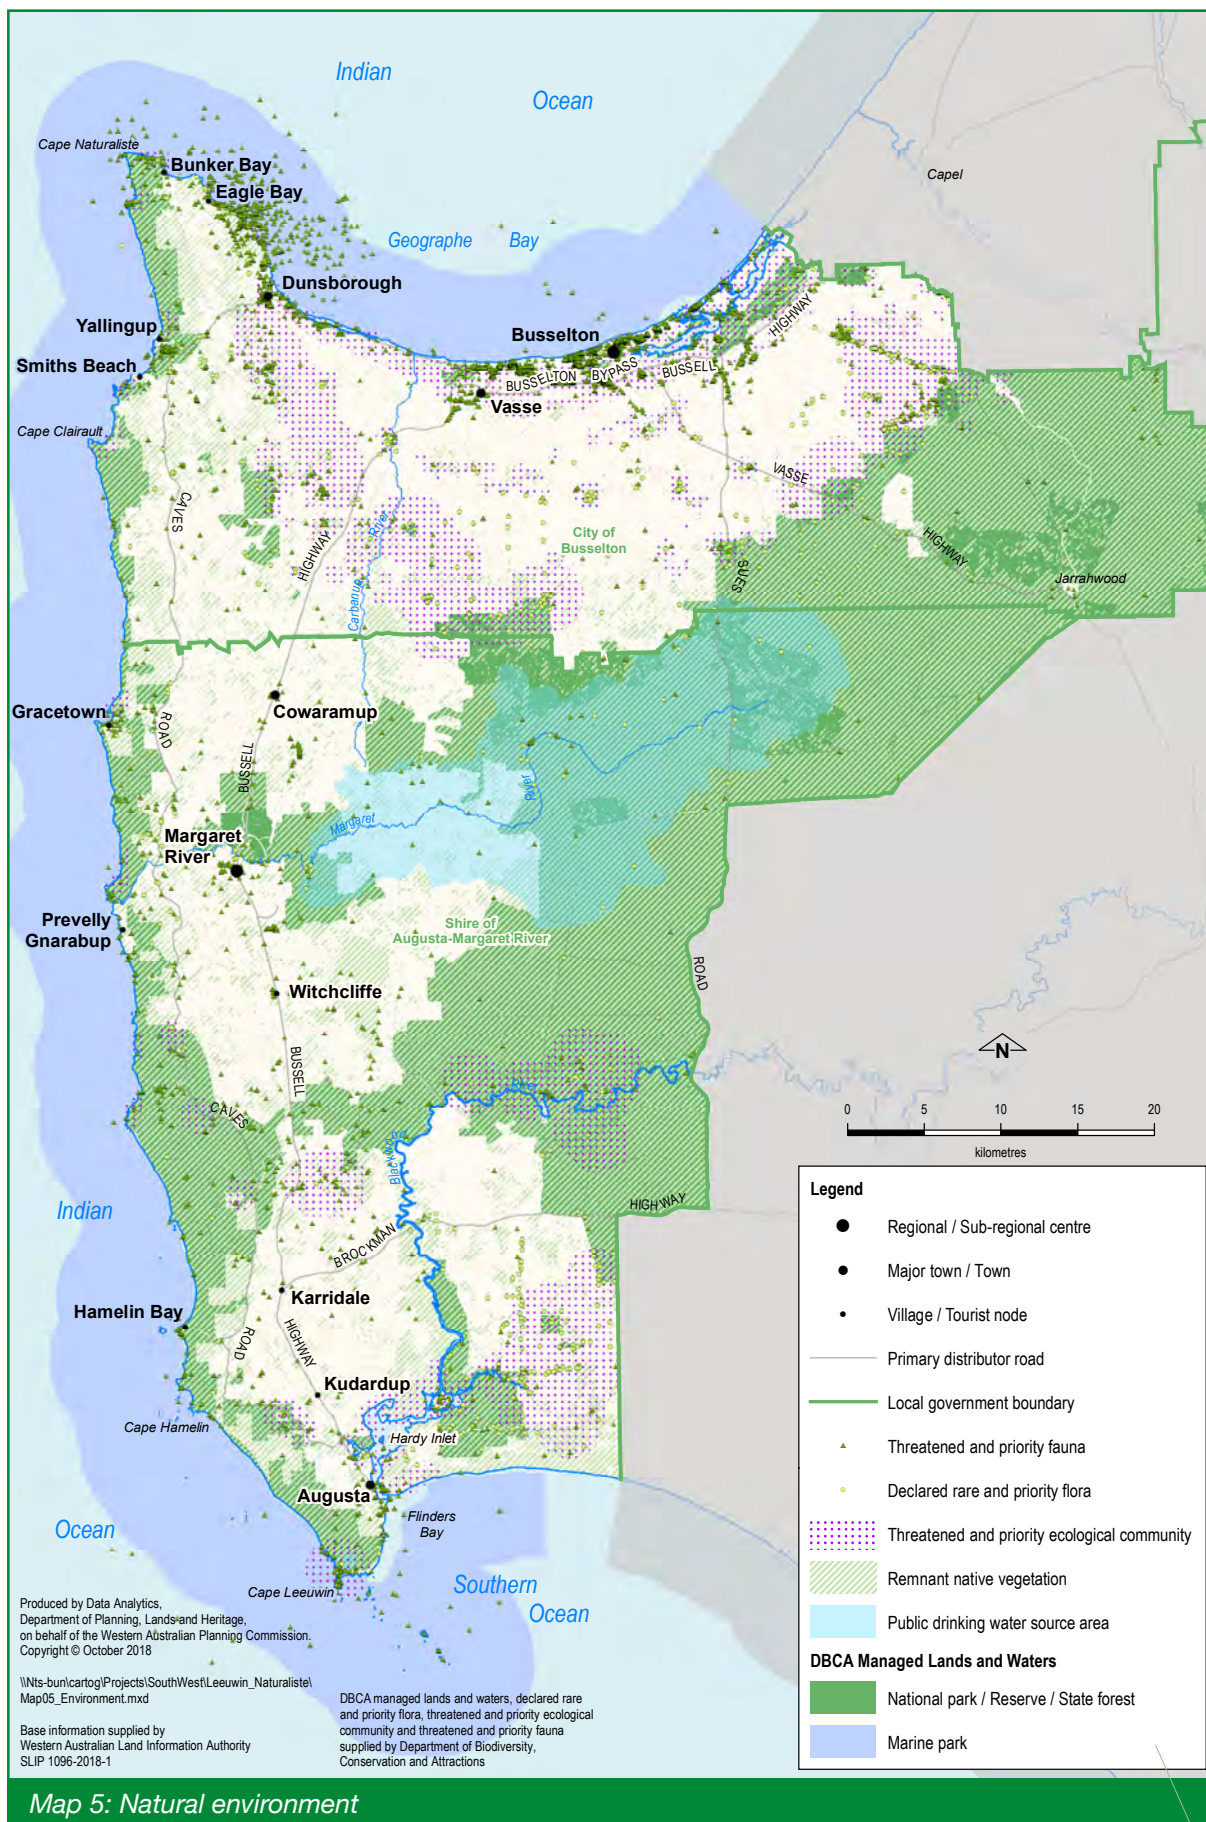 Indian
Ocean
Cape Naturaliste
Bunker Bay
Eagle Bay
Capel
Geographe Bay
Dunsborough
Yallingup
Busselton
HIGHWAY
Smiths Beach
BUSSELTON BYPASS BUSSELL
Vasse
Cape Clairault
CAVES
VASSE
River
HIGHWAY
City of
Busselton
HIGHWAY
SUES
Carbanup
Jarrahwood
Gracetown
ROAD
Cowaramup
BUSSELL
River
Margaret
Margaret
River
Prevelly
Gnarabup
Shire of
Augusta-Margaret River
ROAD
Witchcliffe
N
BUSSELL
River
CAVES
Blackwood
0 5 10 15 20
kilometres
Indian
HIGHWAY
BROCKMAN
Karridale
Hamelin Bay
ROAD
HIGHWAY
Kudardup
Cape Hamelin
Hardy Inlet
Augusta
Flinders
Bay
Ocean
Cape Leeuwin
Southern
Ocean
Legend
Regional / Sub-regional centre
Major town / Town
Village / Tourist node
Primary distributor road
Local government boundary
Threatened and priority fauna
Declared rare and priority flora
Threatened and priority ecological community
Remnant native vegetation
Public drinking water source area
DBCA Managed Lands and Waters
National park / Reserve / State forest
Marine park
Produced by Data Analytics,
Department of Planning, Lands and Heritage,
on behalf of the Western Australian Planning Commission.
Copyright © October 2018
\\Nts-bun\cartog\Projects\SouthWest\Leeuwin_Naturaliste\
Map05_Environment.mxd
Base information supplied by
Western Australian Land Information Authority
SLIP 1096-2018-1
DBCA managed lands and waters, declared rare
and priority flora, threatened and priority ecological
community and threatened and priority fauna
supplied by Department of Biodiversity,
Conservation and Attractions
Map 5: Natural environment